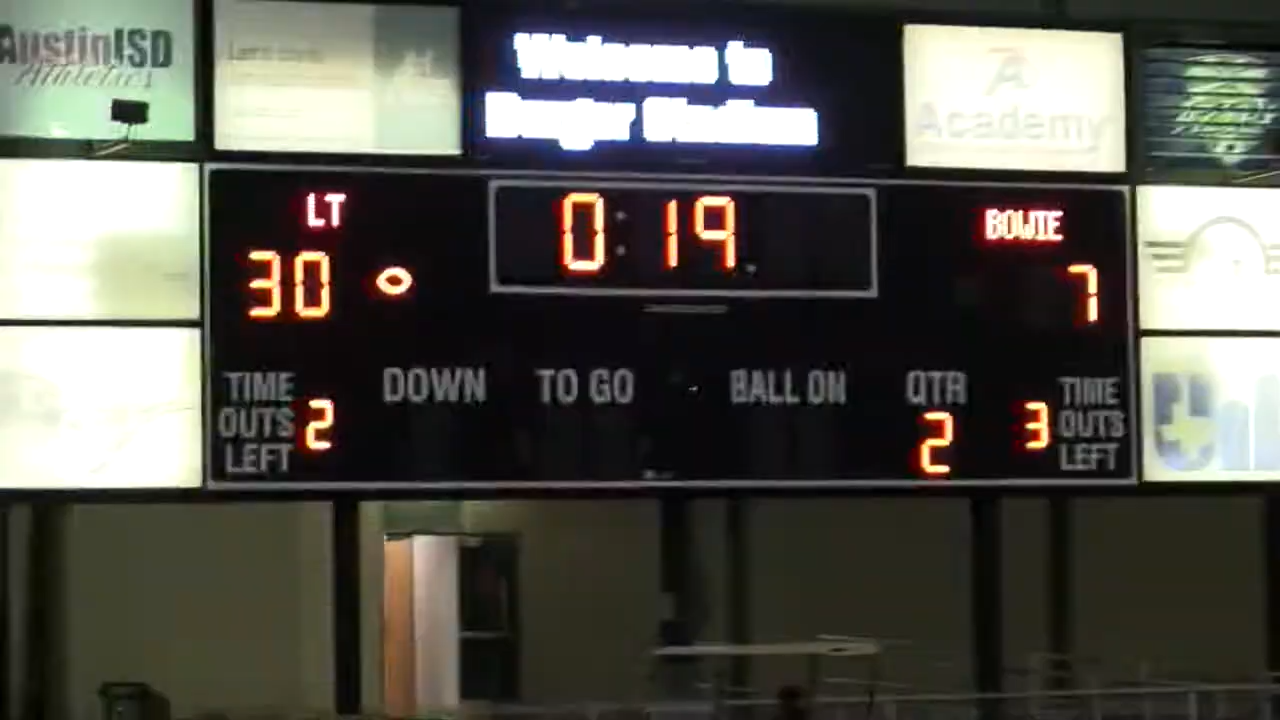 AustinISD
Athletics
Welcome to
Burger Stadium
Academy
LT
0:19
BOWIE
30
7
TIME OUTS LEFT
2
DOWN
TO GO
BALL ON
QTR
2
3
TIME OUTS LEFT